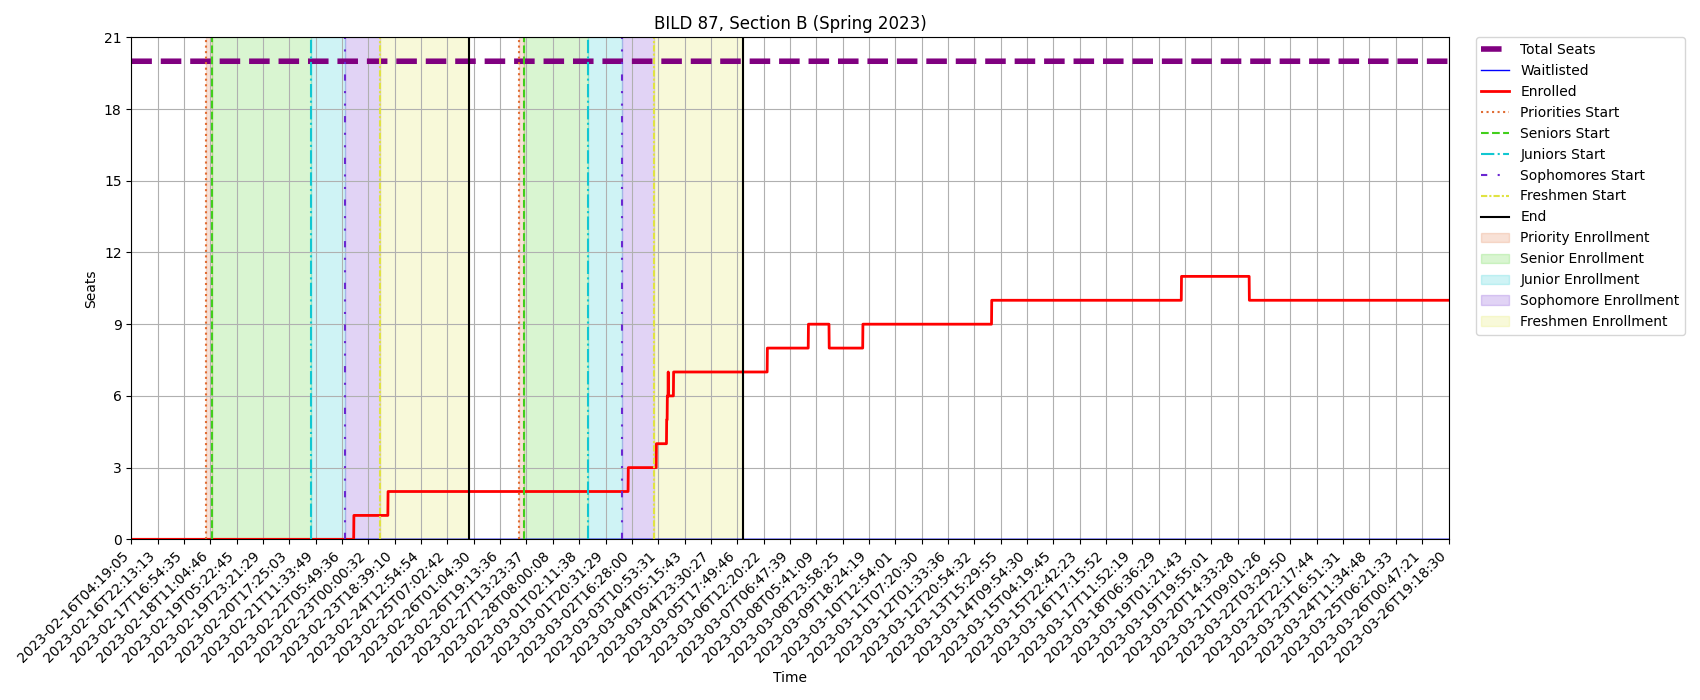 BILD 87, Section B (Spring 2023)
21
18
15
12
9
6
3
0
Seats
2023-02-16T04:19:05
2023-02-16T22:13:13
2023-02-17T16:54:35
2023-02-18T11:04:46
2023-02-19T05:22:45
2023-02-19T23:21:29
2023-02-20T17:25:03
2023-02-21T11:33:49
2023-02-22T05:49:36
2023-02-23T00:00:32
2023-02-23T18:39:10
2023-02-24T12:54:54
2023-02-25T07:02:42
2023-02-26T01:04:30
2023-02-26T19:13:36
2023-02-27T13:23:37
2023-02-28T08:00:08
2023-03-01T02:11:38
2023-03-01T20:31:29
2023-03-02T16:28:00
2023-03-03T10:53:31
2023-03-04T05:15:43
2023-03-04T23:30:27
2023-03-05T17:49:46
2023-03-06T12:20:22
2023-03-07T06:47:39
2023-03-08T05:41:09
2023-03-08T23:58:25
2023-03-09T18:24:19
2023-03-10T12:54:01
2023-03-11T07:20:30
2023-03-12T01:33:36
2023-03-12T20:54:32
2023-03-13T15:29:55
2023-03-14T09:54:30
2023-03-15T04:19:45
2023-03-15T22:42:23
2023-03-16T17:15:52
2023-03-17T11:52:19
2023-03-18T06:36:29
2023-03-19T01:21:43
2023-03-19T19:55:01
2023-03-20T14:33:28
2023-03-21T09:01:26
2023-03-22T03:29:50
2023-03-22T22:17:44
2023-03-23T16:51:31
2023-03-24T11:34:48
2023-03-25T06:21:33
2023-03-26T00:47:21
2023-03-26T19:18:30
Time
Total Seats
Waitlisted
Enrolled
Priorities Start
Seniors Start
Juniors Start
Sophomores Start
Freshmen Start
End
Priority Enrollment
Senior Enrollment
Junior Enrollment
Sophomore Enrollment
Freshmen Enrollment